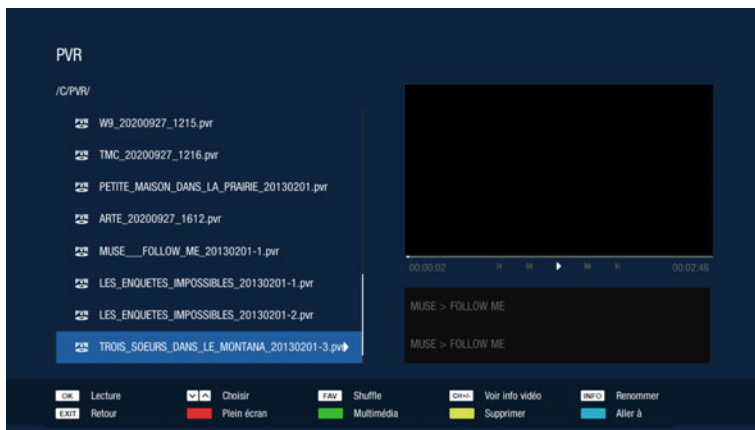 PVR
/C/PVR/
W9_20200927_1215.pvr
TMC_20200927_1216.pvr
PETITE_MAISON_DANS_LA_PRAIRIE_20130201.pvr
ARTE_20200927_1612.pvr
MUSE___FOLLOW_ME_20130201-1.pvr
LES_ENQUETES_IMPOSSIBLES_20130201-1.pvr
LES_ENQUETES_IMPOSSIBLES_20130201-2.pvr
TROIS_SOEURS_DANS_LE_MONTANA_20130201-3.pvr
00:00:02 00:02:46
MUSE > FOLLOW ME
MUSE > FOLLOW ME
OK Lecture Choisir FAV Shuffle CH+/- Voir info vidéo INFO Renommer
EXIT Retour Plein écran Multimédia Supprimer Aller à